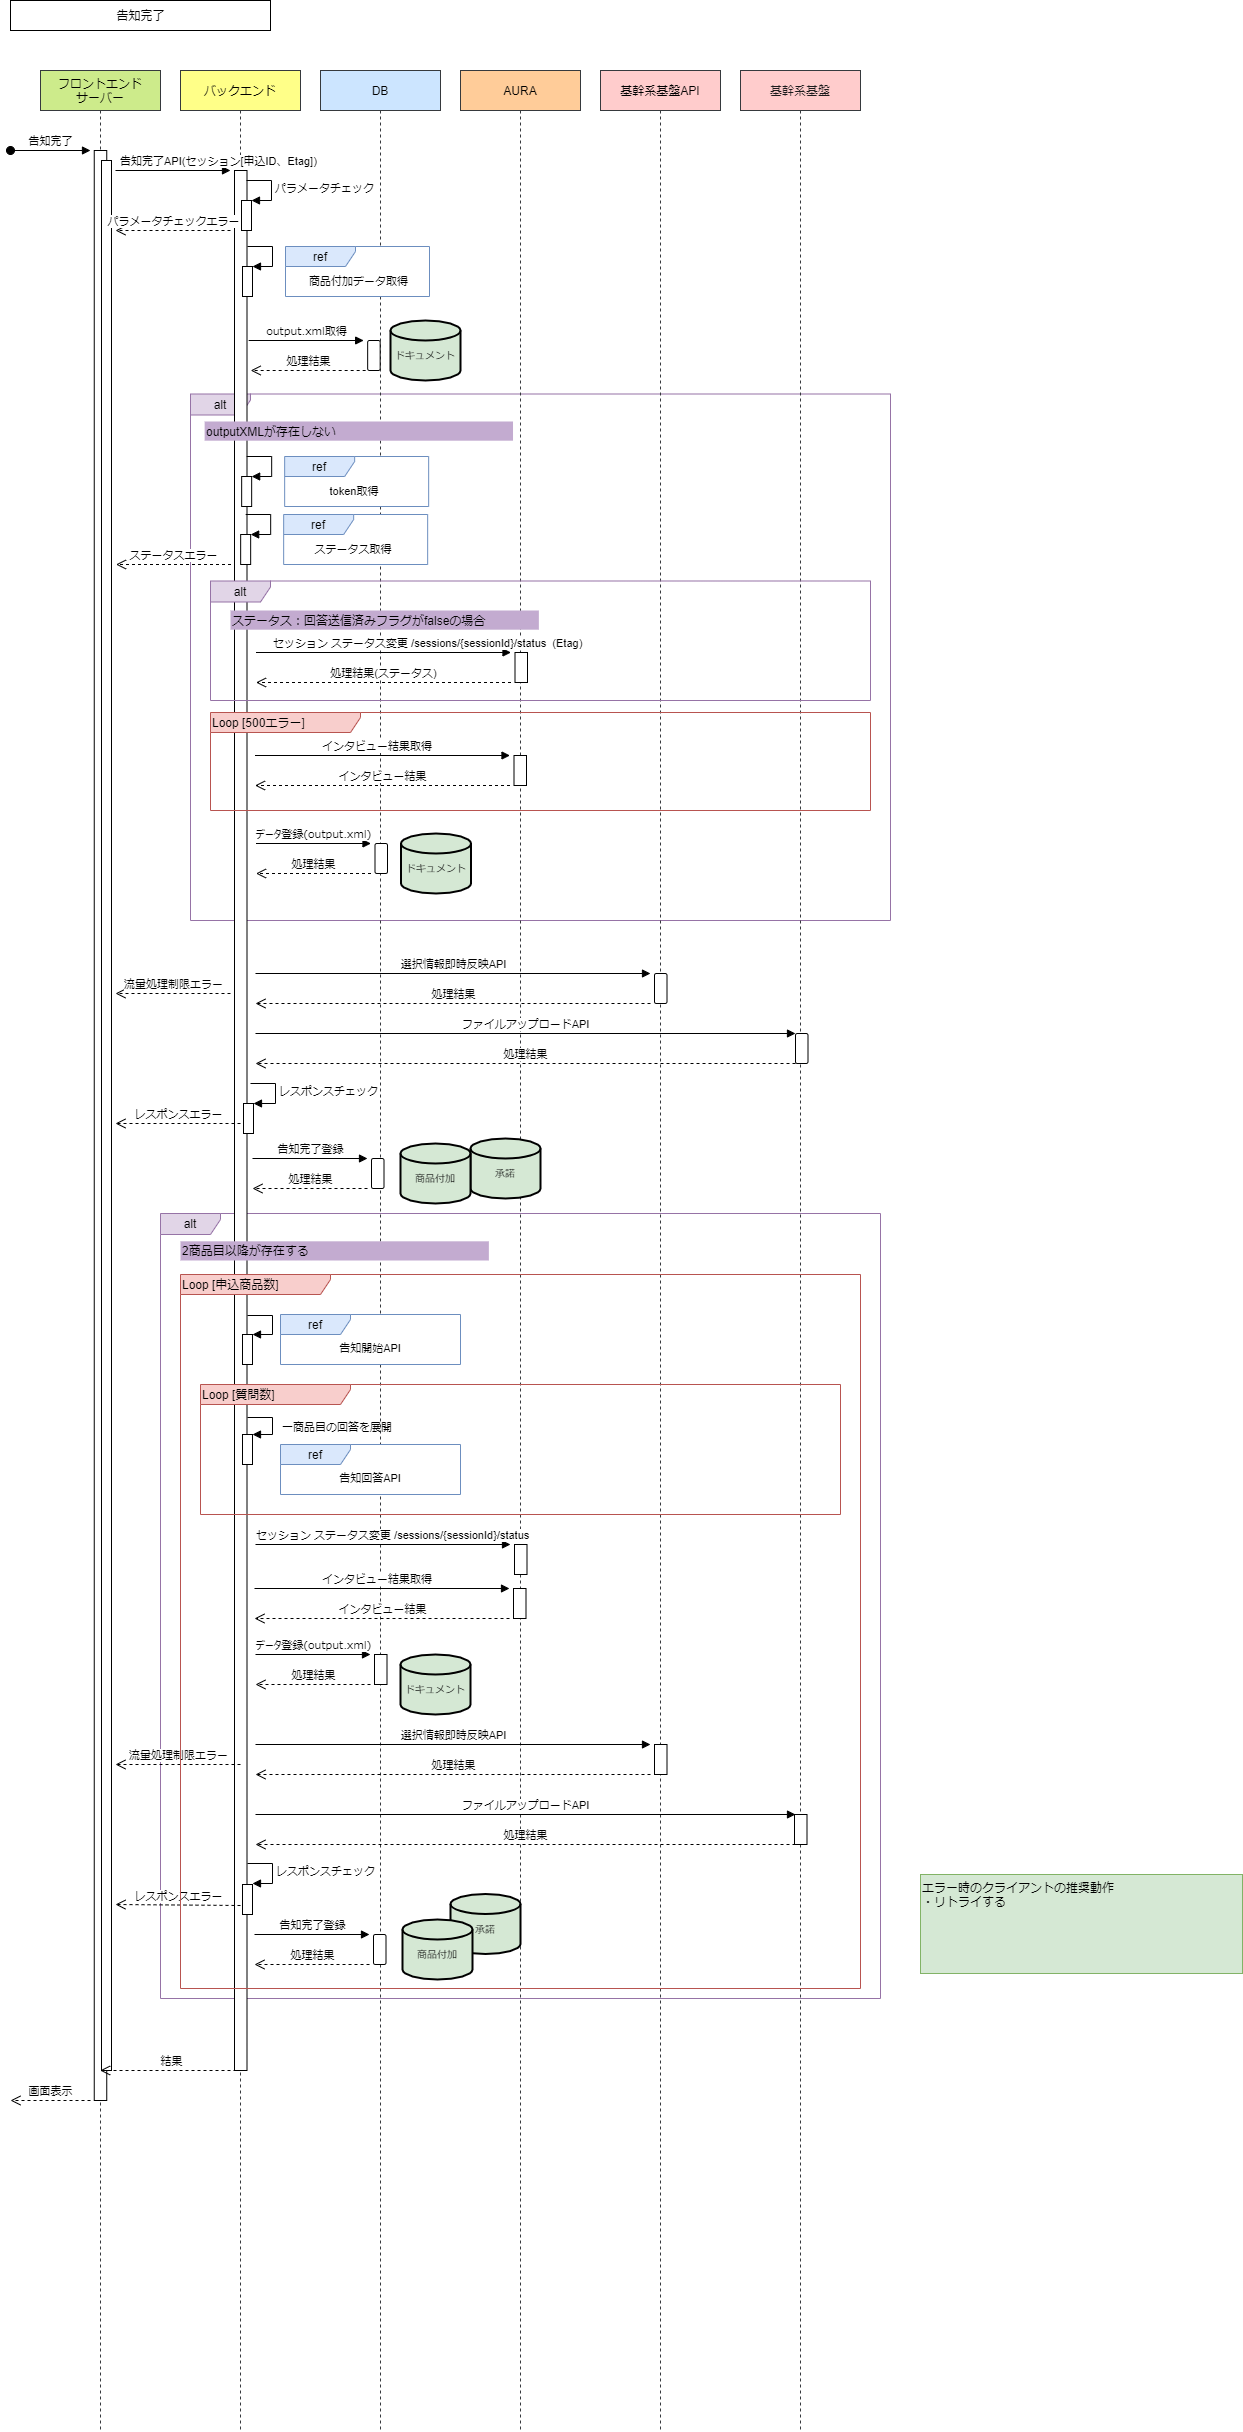 告知完了
フロントエンド
サーバー
バックエンド
DB
AURA
基幹系基盤API
基幹系基盤
告知完了
告知完了API(セッション[申込ID、Etag])
パラメータチェック
パラメータチェックエラー
ref
商品付加データ取得
output.xml取得
ドキュメント
処理結果
alt
outputXMLが存在しない
ref
token取得
ref
ステータス取得
ステータスエラー
alt
ステータス：回答送信済みフラグがfalseの場合
セッション ステータス変更 /sessions/{sessionId}/status（Etag）
処理結果(ステータス)
Loop [500エラー]
インタビュー結果取得
インタビュー結果
データ登録(output.xml)
処理結果
ドキュメント
選択情報即時反映API
流量処理制限エラー
処理結果
ファイルアップロードAPI
処理結果
レスポンスチェック
レスポンスエラー
告知完了登録
処理結果
商品付加
承諾
alt
2商品目以降が存在する
Loop [申込商品数]
ref
告知開始API
Loop [質問数]
一商品目の回答を展開
ref
告知回答API
セッション ステータス変更 /sessions/{sessionId}/status
インタビュー結果取得
インタビュー結果
データ登録(output.xml)
処理結果
ドキュメント
選択情報即時反映API
流量処理制限エラー
処理結果
ファイルアップロードAPI
処理結果
レスポンスチェック
レスポンスエラー
告知完了登録
処理結果
承諾
商品付加
エラー時のクライアントの推奨動作
・リトライする
結果
画面表示